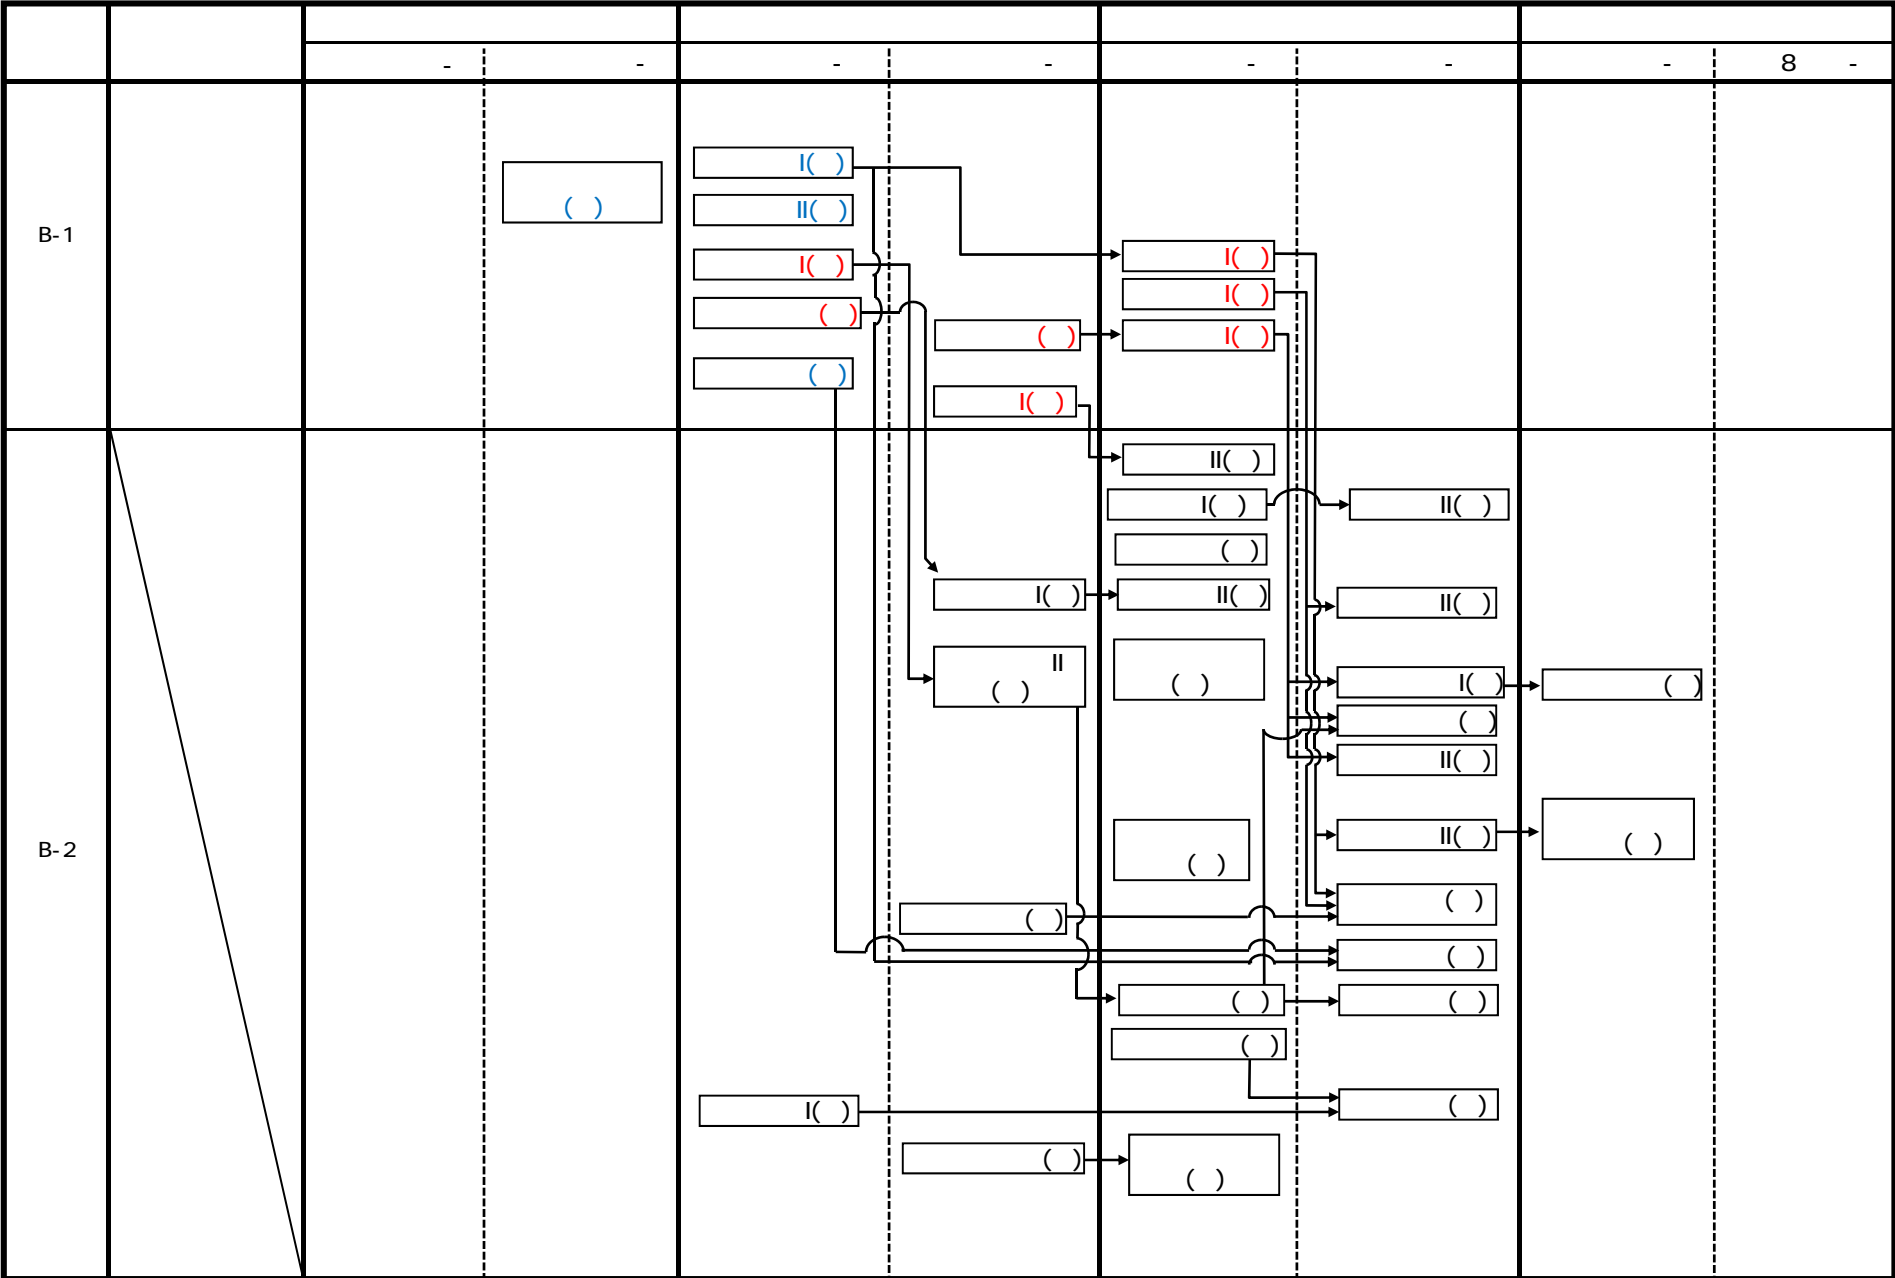 - - - - - - - 8 -
B-1
( )
I( )
II( )
I( )
( )
( )
( )
I( )
I( )
I( )
I( )
B-2
II( )
I( )
II( )
( )
I( )
II( )
II( )
II
( )
( )
I( )
( )
( )
II( )
( )
II( )
( )
( )
( )
( )
( )
( )
( )
I( )
( )
( )
( )